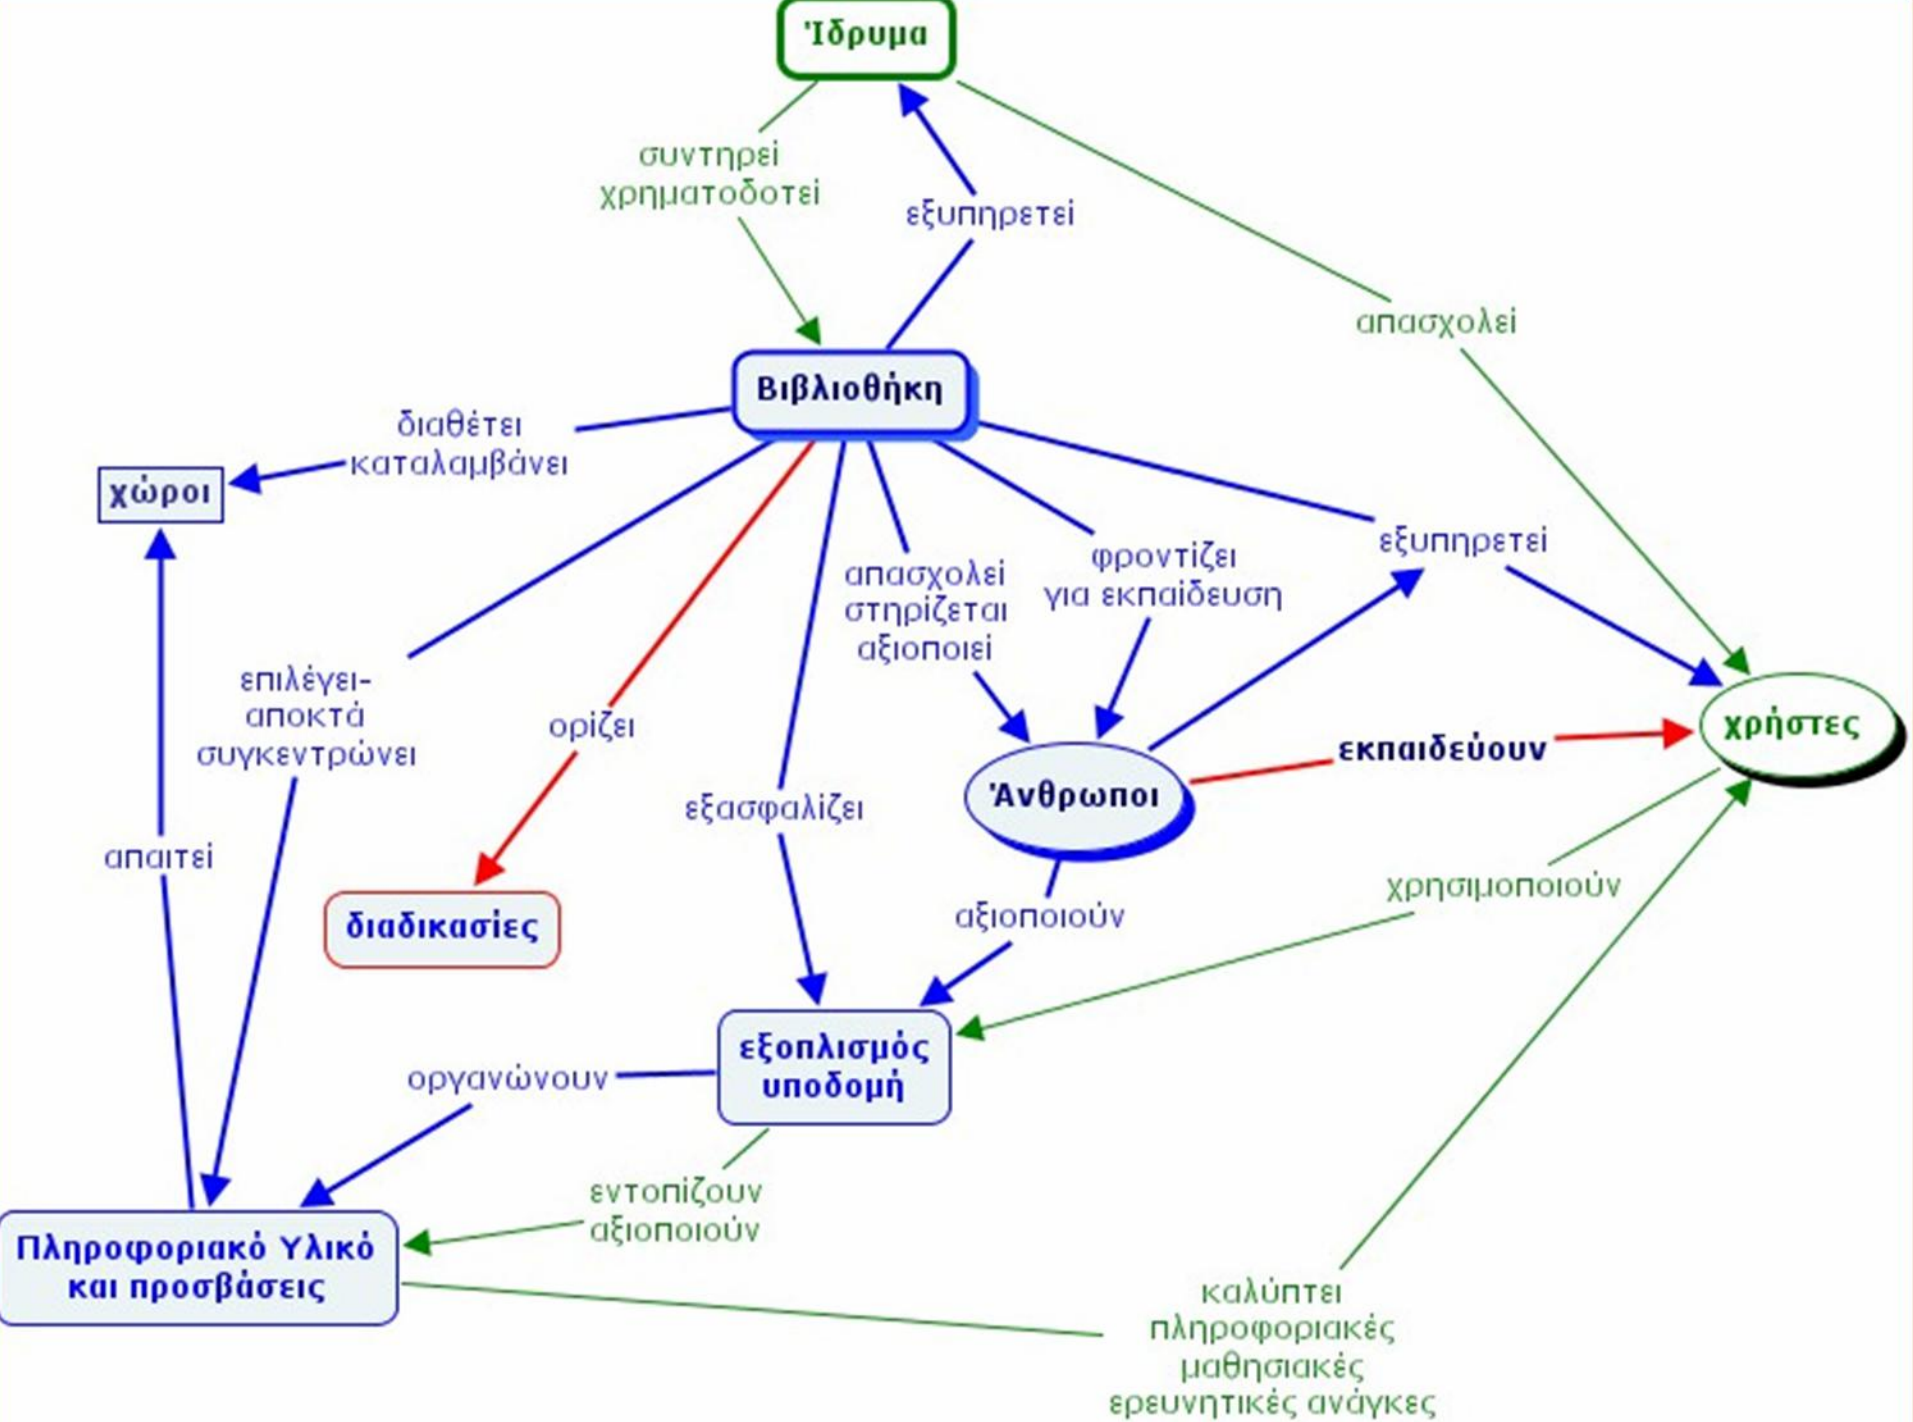 Ίδρυμα
συντηρεί
χρηματοδοτεί
εξυπηρετεί
απασχολεί
Βιβλιοθήκη
διαθέτει
καταλαμβάνει
χώροι
εξυπηρετεί
φροντίζει
για εκπαίδευση
απασχολεί
στηρίζεται
αξιοποιεί
επιλέγει-
αποκτά
συγκεντρώνει
ορίζει
χρήστες
εκπαιδεύουν
Άνθρωποι
εξασφαλίζει
απαιτεί
χρησιμοποιούν
διαδικασίες
αξιοποιούν
εξοπλισμός
υποδομή
οργανώνουν
εντοπίζουν
αξιοποιούν
Πληροφοριακό Υλικό
και προσβάσεις
καλύπτει
πληροφοριακές
μαθησιακές
ερευνητικές ανάγκες